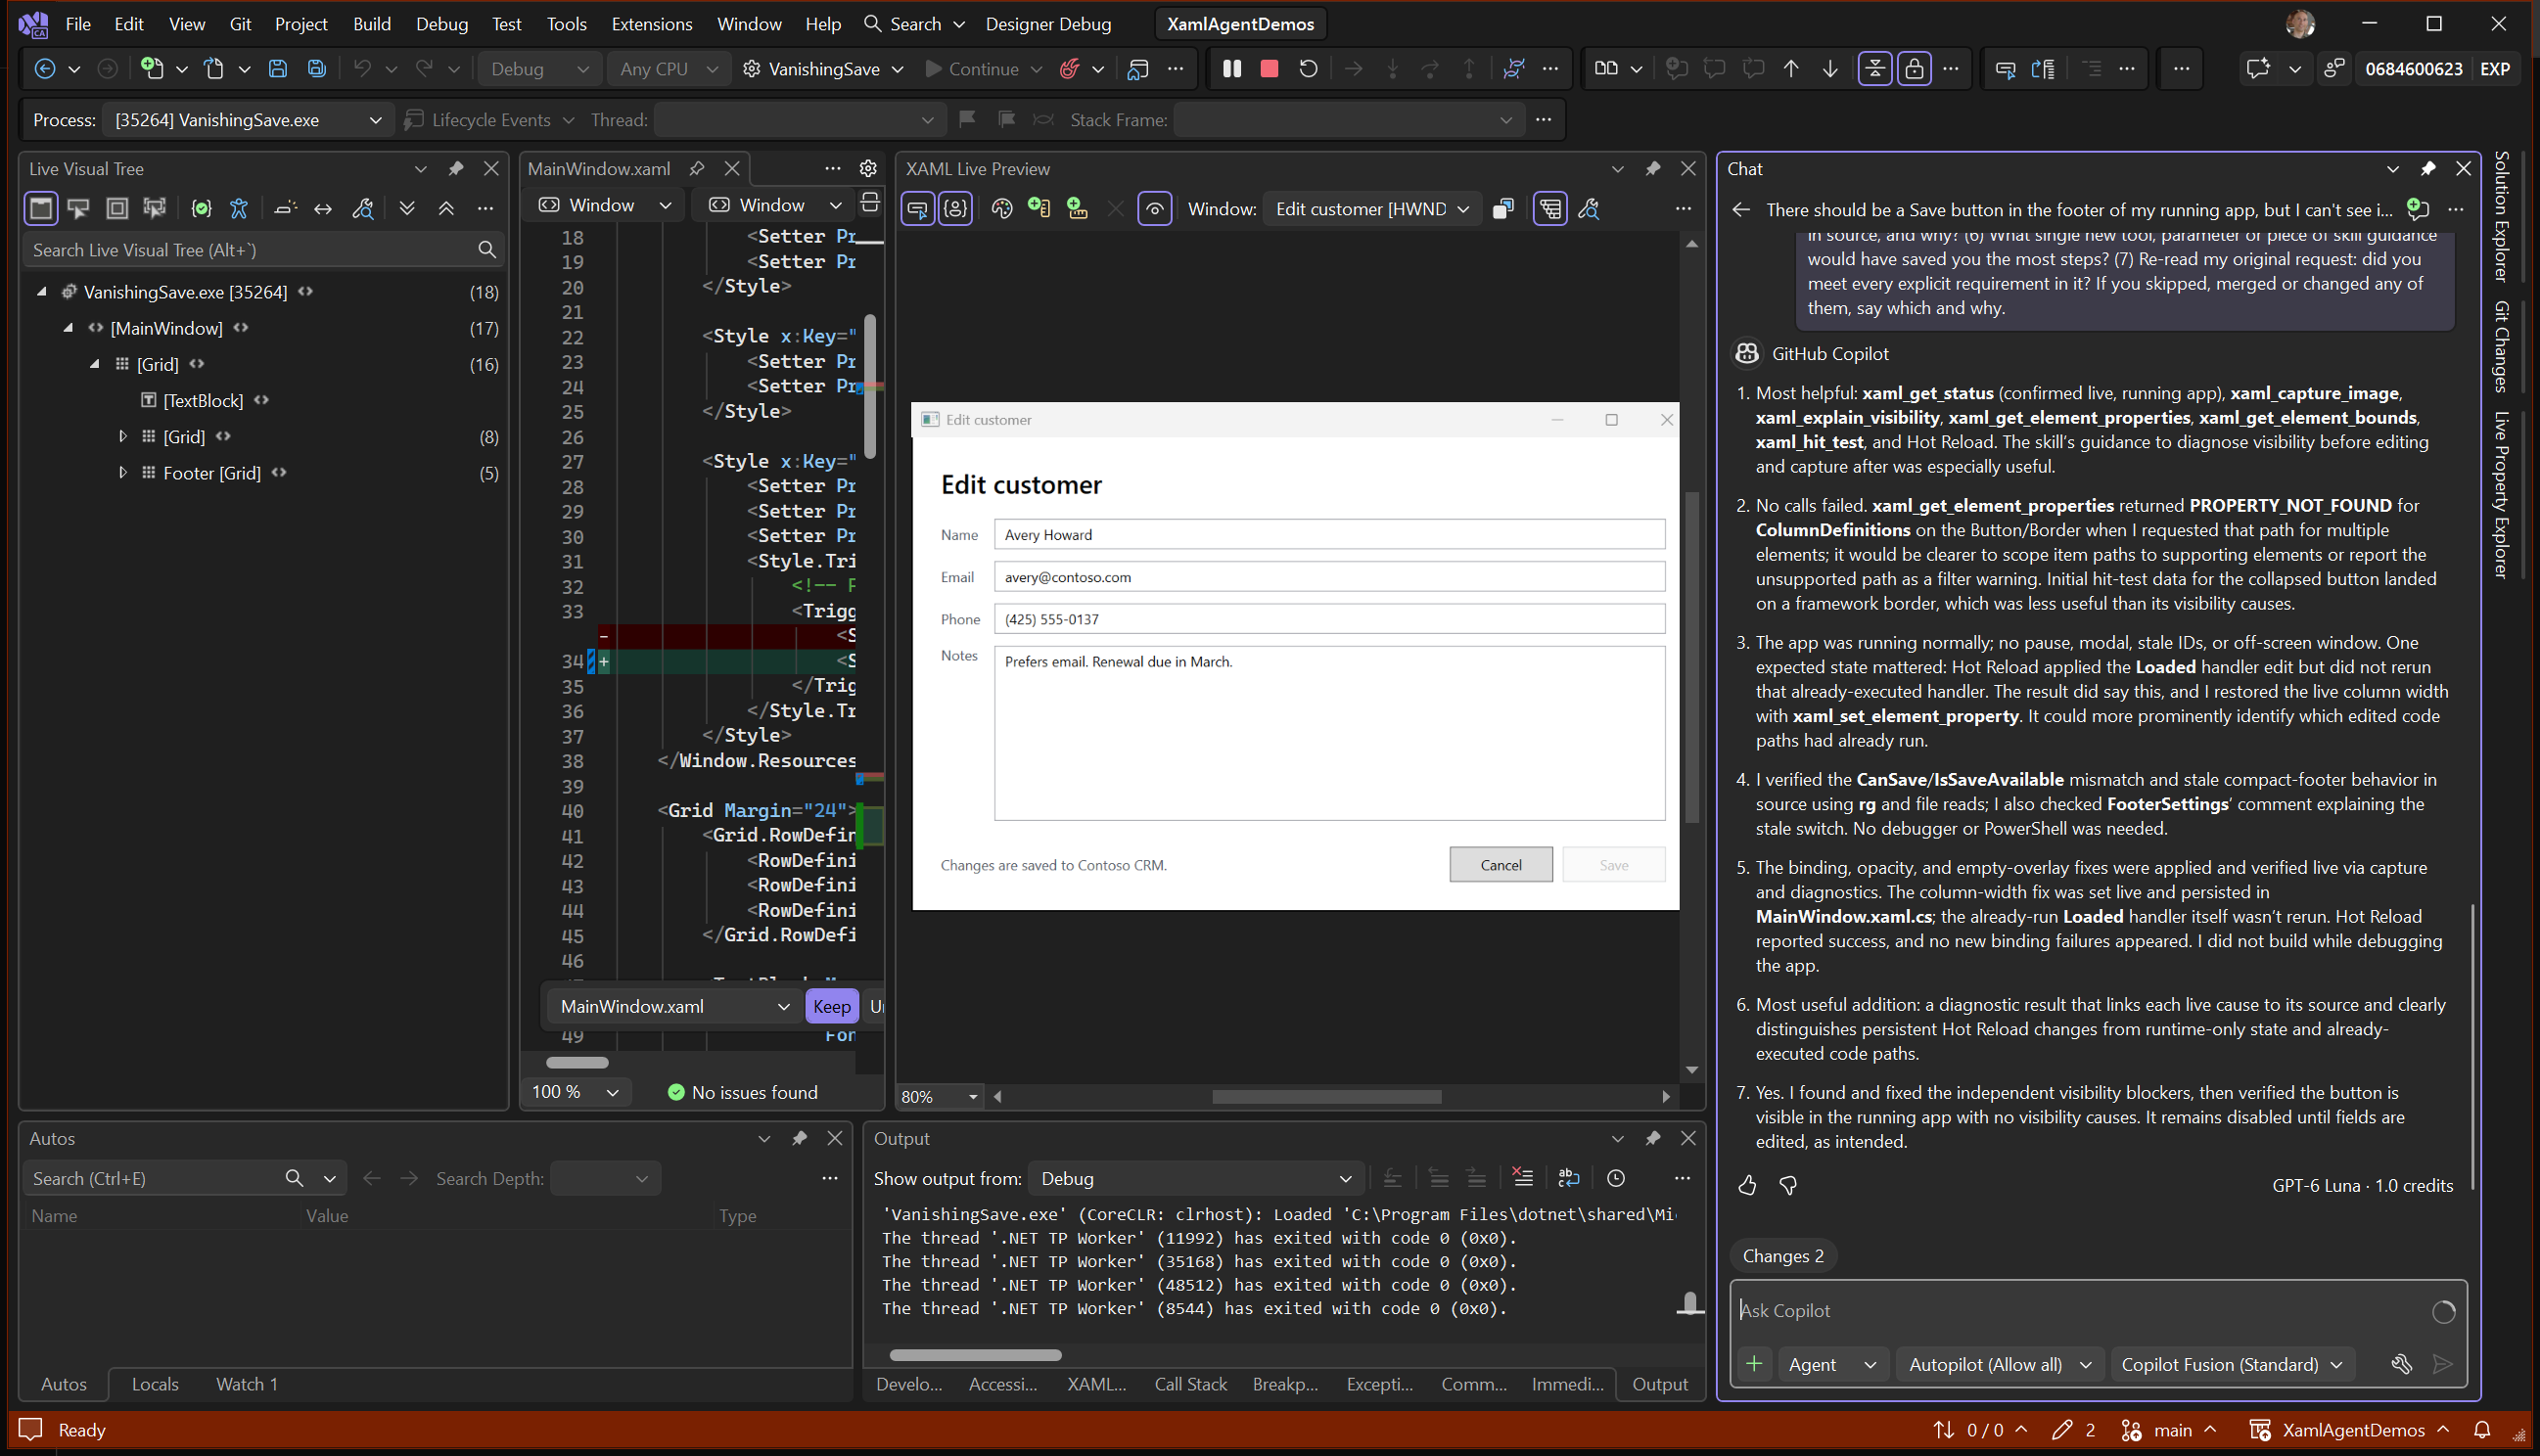 File Edit View Git Project Build Debug Test Tools Extensions Window Help Search Designer Debug XamlAgentDemos
Debug Any CPU VanishingSave Continue 0684600623 EXP
Process: [35264] VanishingSave.exe Lifecycle Events Thread: Stack Frame:
Live Visual Tree
Search Live Visual Tree (Alt+`)
VanishingSave.exe [35264] (18)
[MainWindow] (17)
[Grid] (16)
[TextBlock]
[Grid] (8)
Footer [Grid] (5)
MainWindow.xaml
Window Window
18 <Setter Pr
19 <Setter Pr
20 </Style>
21
22 <Style x:Key="
23 <Setter Pr
24 <Setter Pr
25 </Style>
26
27 <Style x:Key="
28 <Setter Pr
29 <Setter Pr
30 <Setter Pr
31 <Style.Tri
32 <!-- F
33 <Trigg
- <S
34 + <S
35 </Trig
36 </Style.Tr
37 </Style>
38 </Window.Resources
39
40 <Grid Margin="24">
41 <Grid.RowDefin
42 <RowDefini
43 <RowDefini
44 <RowDefini
45 </Grid.RowDefi
46
MainWindow.xaml Keep
49 Fon
100 % No issues found
XAML Live Preview
Window: Edit customer [HWND
Edit customer
Edit customer
Name Avery Howard
Email avery@contoso.com
Phone (425) 555-0137
Notes Prefers email. Renewal due in March.
Changes are saved to Contoso CRM. Cancel Save
80%
Chat
There should be a Save button in the footer of my running app, but I can't see i...
in source, and why? (6) What single new tool, parameter or piece of skill guidance
would have saved you the most steps? (7) Re-read my original request: did you
meet every explicit requirement in it? If you skipped, merged or changed any of
them, say which and why.
GitHub Copilot
1. Most helpful: xaml_get_status (confirmed live, running app), xaml_capture_image,
xaml_explain_visibility, xaml_get_element_properties, xaml_get_element_bounds,
xaml_hit_test, and Hot Reload. The skill's guidance to diagnose visibility before editing
and capture after was especially useful.
2. No calls failed. xaml_get_element_properties returned PROPERTY_NOT_FOUND for
ColumnDefinitions on the Button/Border when I requested that path for multiple
elements; it would be clearer to scope item paths to supporting elements or report the
unsupported path as a filter warning. Initial hit-test data for the collapsed button landed
on a framework border, which was less useful than its visibility causes.
3. The app was running normally; no pause, modal, stale IDs, or off-screen window. One
expected state mattered: Hot Reload applied the Loaded handler edit but did not rerun
that already-executed handler. The result did say this, and I restored the live column width
with xaml_set_element_property. It could more prominently identify which edited code
paths had already run.
4. I verified the CanSave/IsSaveAvailable mismatch and stale compact-footer behavior in
source using rg and file reads; I also checked FooterSettings' comment explaining the
stale switch. No debugger or PowerShell was needed.
5. The binding, opacity, and empty-overlay fixes were applied and verified live via capture
and diagnostics. The column-width fix was set live and persisted in
MainWindow.xaml.cs; the already-run Loaded handler itself wasn't rerun. Hot Reload
reported success, and no new binding failures appeared. I did not build while debugging
the app.
6. Most useful addition: a diagnostic result that links each live cause to its source and clearly
distinguishes persistent Hot Reload changes from runtime-only state and already-
executed code paths.
7. Yes. I found and fixed the independent visibility blockers, then verified the button is
visible in the running app with no visibility causes. It remains disabled until fields are
edited, as intended.
GPT-6 Luna · 1.0 credits
Changes 2
Ask Copilot
Agent Autopilot (Allow all) Copilot Fusion (Standard)
Solution Explorer
Git Changes
Live Property Explorer
Autos
Search (Ctrl+E) Search Depth:
Name Value Type
Autos Locals Watch 1
Output
Show output from: Debug
'VanishingSave.exe' (CoreCLR: clrhost): Loaded 'C:\Program Files\dotnet\shared\Mi
The thread '.NET TP Worker' (11992) has exited with code 0 (0x0).
The thread '.NET TP Worker' (35168) has exited with code 0 (0x0).
The thread '.NET TP Worker' (48512) has exited with code 0 (0x0).
The thread '.NET TP Worker' (8544) has exited with code 0 (0x0).
Develo... Accessi... XAML... Call Stack Breakp... Excepti... Comm... Immedi... Output
Ready 0 / 0 2 main XamlAgentDemos